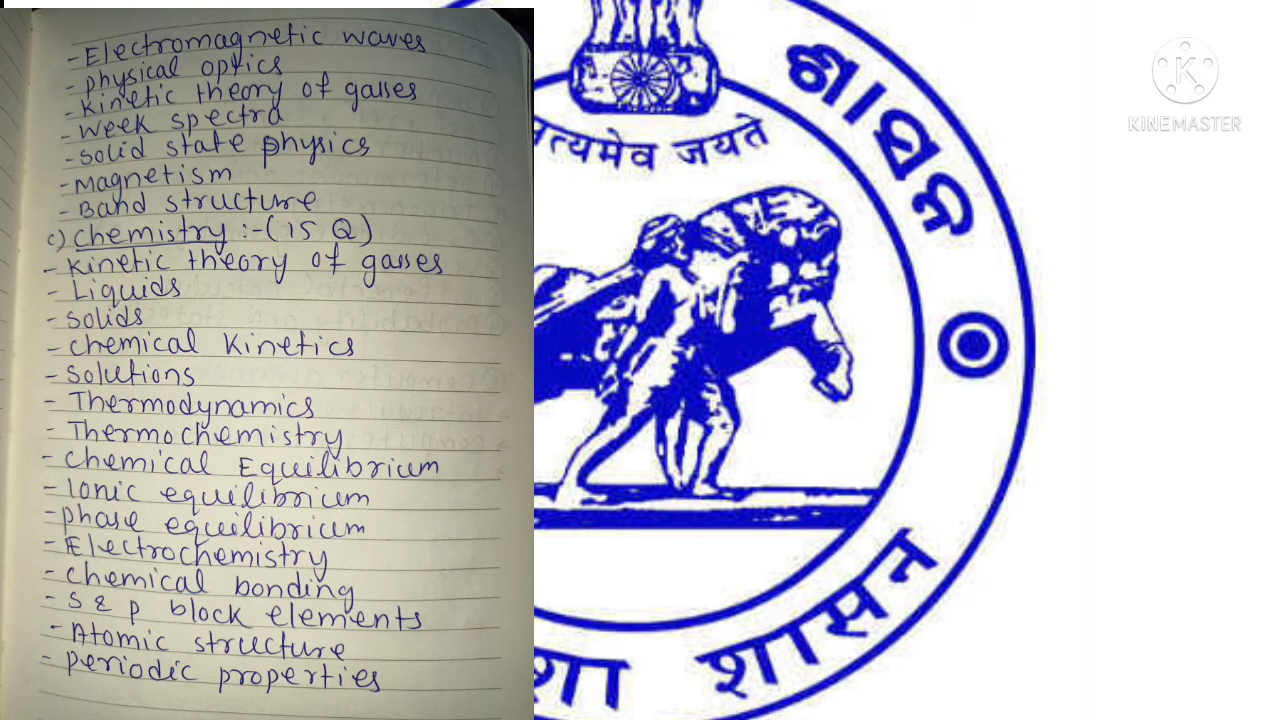 - Electromagnetic waves
- physical optics
- kinetic theory of gasses
- week spectra
- solid state physics
- Magnetism
- Band structure
c) chemistry :-(15 Q)
- kinetic theory of gasses
- Liquids
- solids
- chemical kinetics
- solutions
- Thermodynamics
- Thermochemistry
- chemical Equilibrium
- Ionic equilibrium
- phase equilibrium
- Electrochemistry
- chemical bonding
- s & p block elements
- Atomic structure
- periodic properties
ଶାସନ
सत्यमेव जयते
शासन
K
KINEMASTER